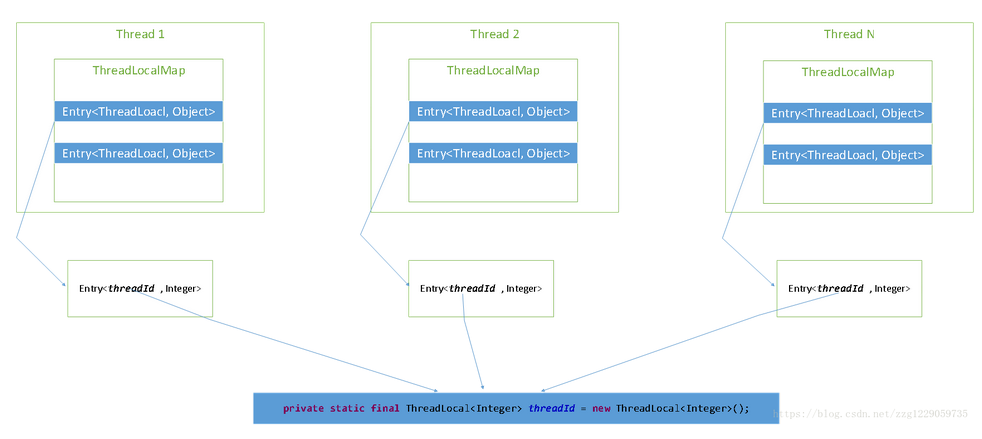 Thread 1
Thread 2
Thread N
ThreadLocalMap
ThreadLocalMap
ThreadLocalMap
Entry<ThreadLoacl, Object>
Entry<ThreadLoacl, Object>
Entry<ThreadLoacl, Object>
Entry<ThreadLoacl, Object>
Entry<ThreadLoacl, Object>
Entry<ThreadLoacl, Object>
Entry<threadId ,Integer>
Entry<threadId ,Integer>
Entry<threadId ,Integer>
private static final ThreadLocal<Integer> threadId = new ThreadLocal<Integer>();
https://blog.csdn.net/zzg1229059735